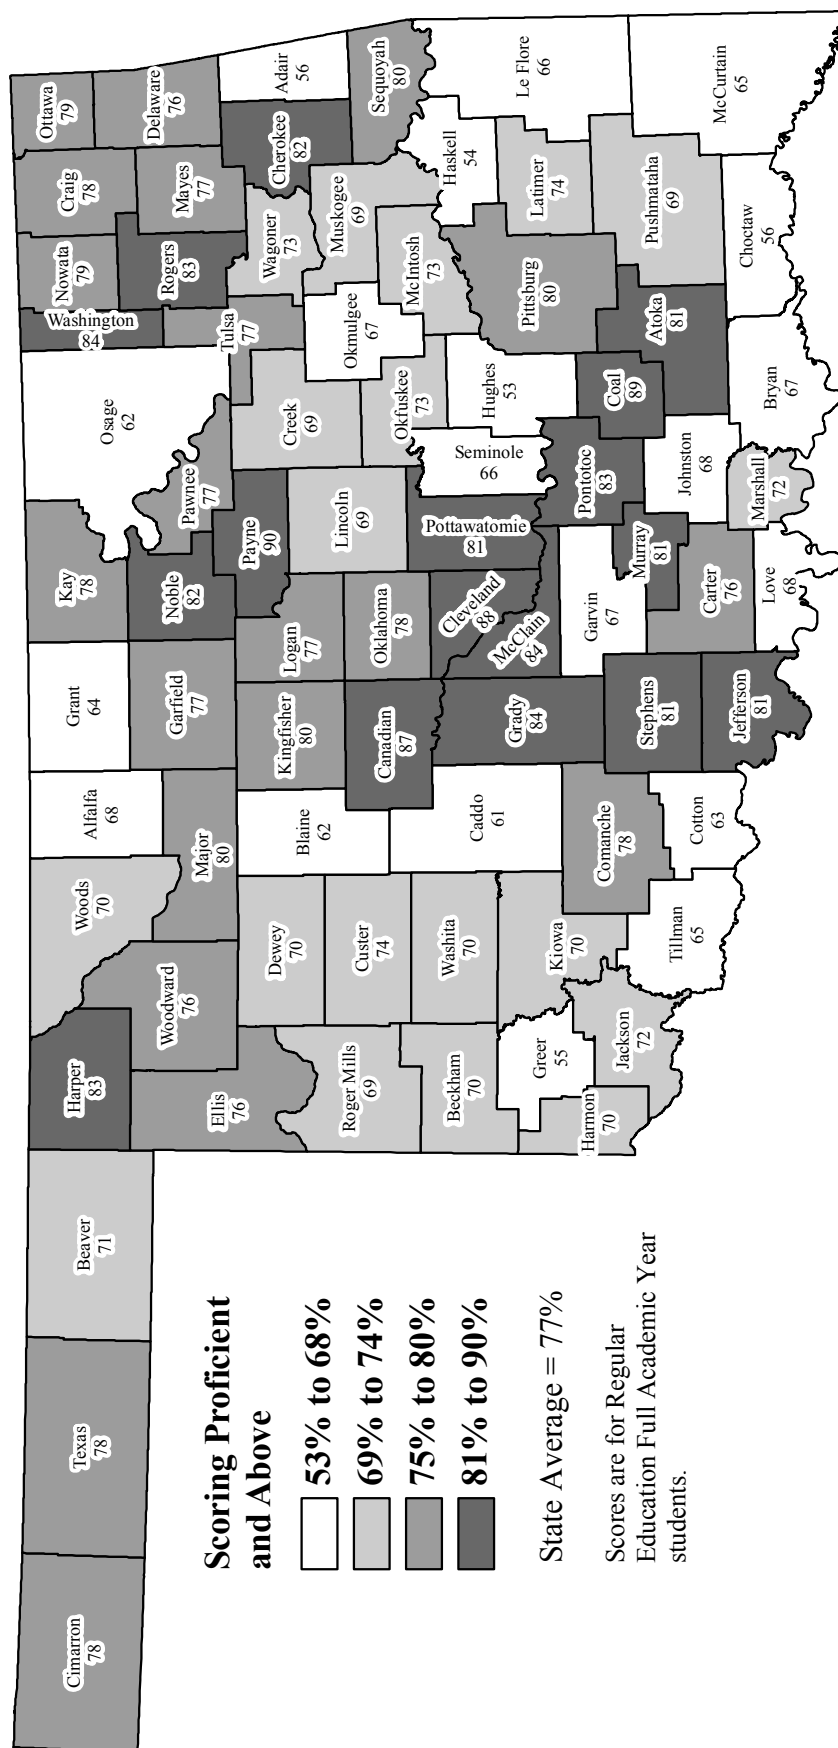 Cimarron
78
Texas
78
Beaver
71
Harper
83
Ellis
76
Woodward
76
Woods
70
Alfalfa
68
Major
80
Grant
64
Garfield
77
Kay
78
Noble
82
Osage
62
Pawnee
77
Washington
84
Tulsa
77
Nowata
79
Rogers
83
Craig
78
Mayes
77
Ottawa
79
Delaware
76
Roger Mills
69
Dewey
70
Custer
74
Blaine
62
Kingfisher
80
Canadian
87
Logan
77
Oklahoma
78
Payne
90
Lincoln
69
Creek
69
Okfuskee
73
Okmulgee
67
Wagoner
73
Muskogee
69
McIntosh
73
Cherokee
82
Adair
56
Sequoyah
80
Beckham
70
Washita
70
Caddo
61
Grady
84
Cleveland
88
McClain
84
Pottawatomie
81
Seminole
66
Hughes
53
Pittsburg
80
Haskell
54
Latimer
74
Le Flore
66
Greer
55
Kiowa
70
Harmon
70
Jackson
72
Comanche
78
Tillman
65
Cotton
63
Stephens
81
Jefferson
81
Garvin
67
Murray
81
Carter
76
Love
68
Pontotoc
83
Coal
89
Johnston
68
Marshall
72
Atoka
81
Bryan
67
Pushmataha
69
Choctaw
56
McCurtain
65
Scoring Proficient
and Above
53% to 68%
69% to 74%
75% to 80%
81% to 90%
State Average = 77%
Scores are for Regular
Education Full Academic Year
students.